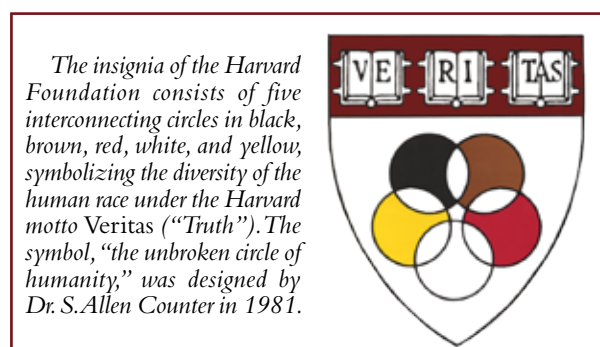 The insignia of the Harvard
Foundation consists of five
interconnecting circles in black,
brown, red, white, and yellow,
symbolizing the diversity of the
human race under the Harvard
motto Veritas (“Truth”). The
symbol, “the unbroken circle of
humanity,” was designed by
Dr. S. Allen Counter in 1981.
VE RI TAS